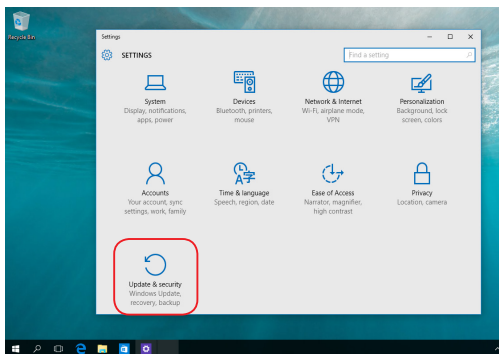 Recycle Bin
Settings
SETTINGS
Find a setting
System
Display, notifications,
apps, power
Devices
Bluetooth, printers,
mouse
Network & Internet
Wi-Fi, airplane mode,
VPN
Personalization
Background, lock
screen, colors
Accounts
Your account, sync
settings, work, family
Time & language
Speech, region, date
Ease of Access
Narrator, magnifier,
high contrast
Privacy
Location, camera
Update & security
Windows Update,
recovery, backup